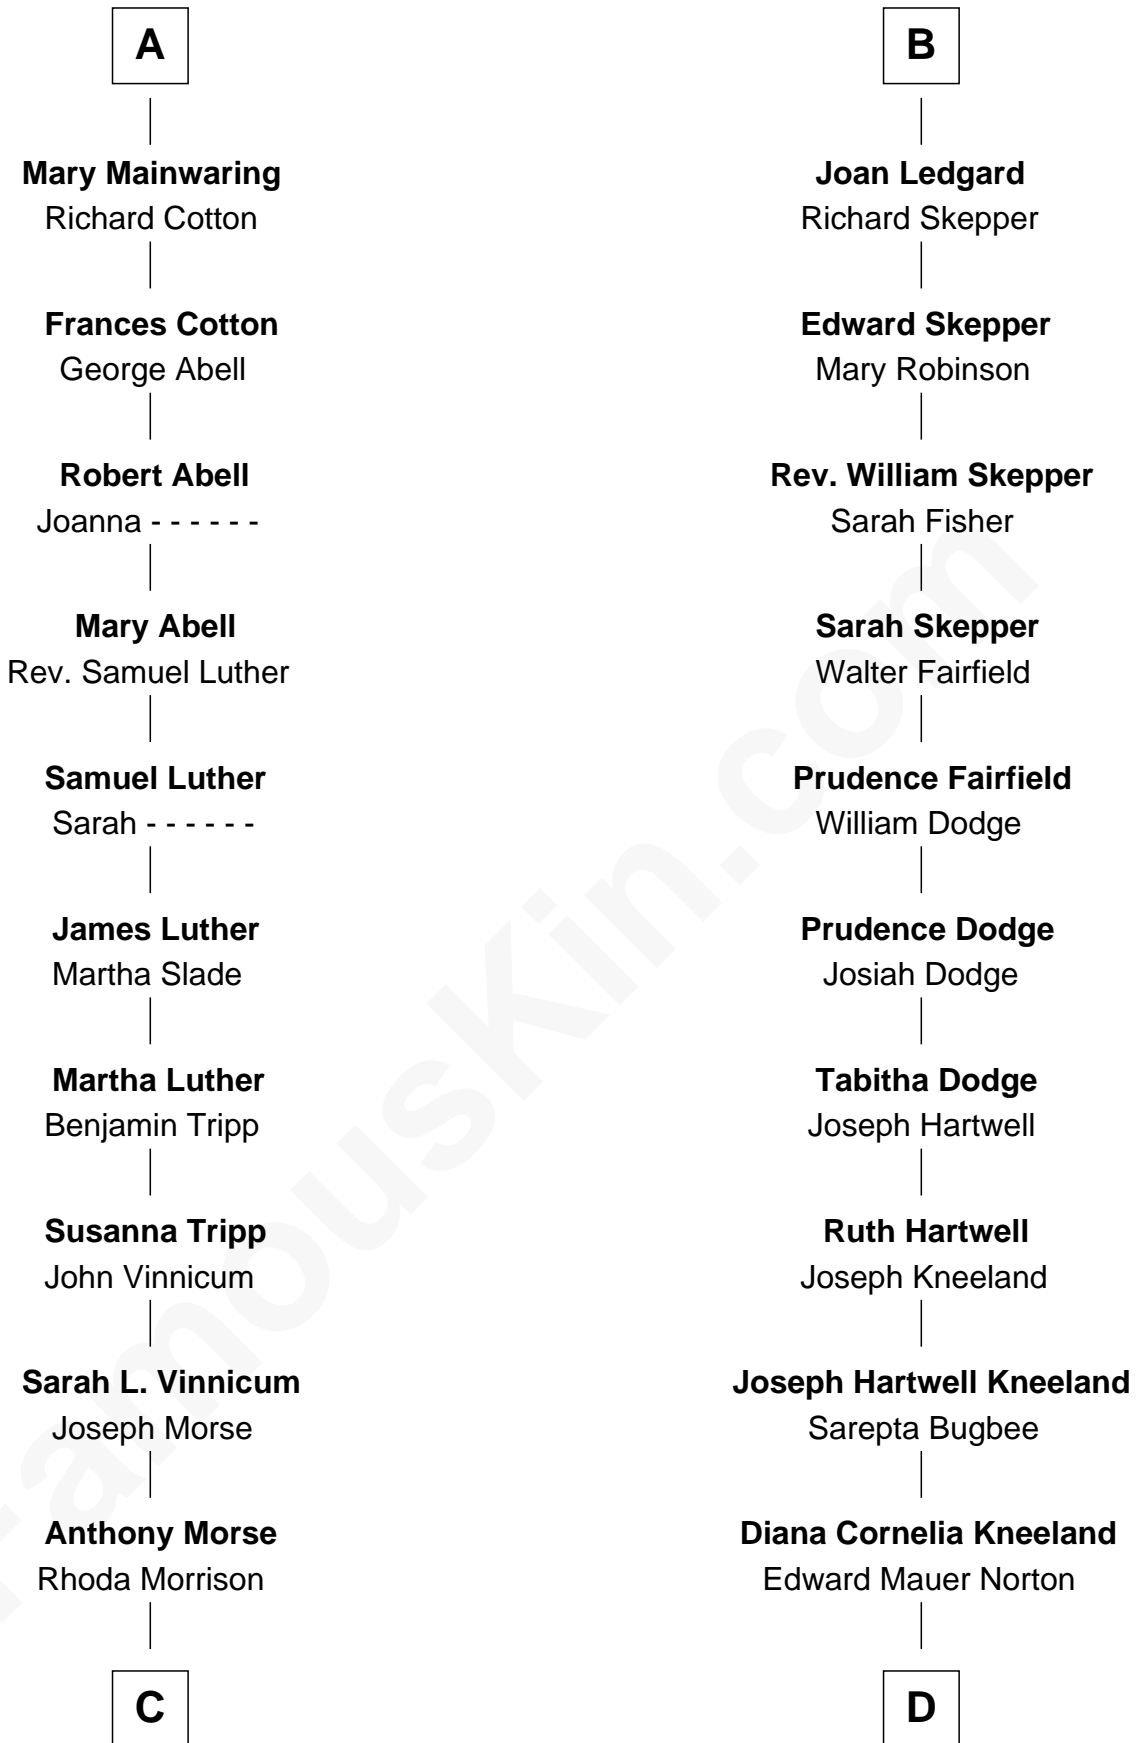 A
Mary Mainwaring
Richard Cotton
Frances Cotton
George Abell
Robert Abell
Joanna - - - - - -
Mary Abell
Rev. Samuel Luther
Samuel Luther
Sarah - - - - - -
James Luther
Martha Slade
Martha Luther
Benjamin Tripp
Susanna Tripp
John Vinnicum
Sarah L. Vinnicum
Joseph Morse
Anthony Morse
Rhoda Morrison
C
B
Joan Ledgard
Richard Skepper
Edward Skepper
Mary Robinson
Rev. William Skepper
Sarah Fisher
Sarah Skepper
Walter Fairfield
Prudence Fairfield
William Dodge
Prudence Dodge
Josiah Dodge
Tabitha Dodge
Joseph Hartwell
Ruth Hartwell
Joseph Kneeland
Joseph Hartwell Kneeland
Sarepta Bugbee
Diana Cornelia Kneeland
Edward Mauer Norton
D
FamousKin.com